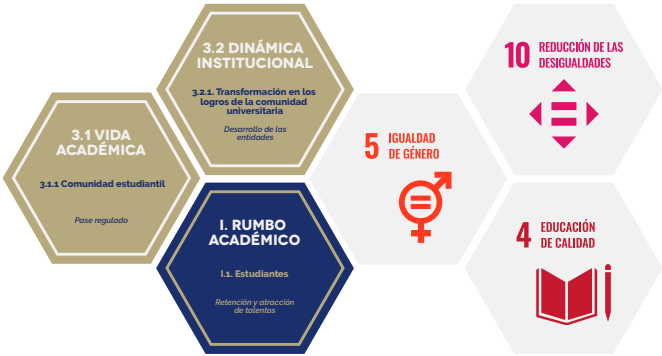 3.1 VIDA
ACADÉMICA
3.1.1 Comunidad estudiantil
Pase regulado
3.2 DINÁMICA
INSTITUCIONAL
3.2.1. Transformación en los
logros de la comunidad
universitaria
Desarrollo de las
entidades
I. RUMBO
ACADÉMICO
I.1. Estudiantes
Retención y atracción
de talentos
5 IGUALDAD
DE GÉNERO
10 REDUCCIÓN DE LAS
DESIGUALDADES
4 EDUCACIÓN
DE CALIDAD